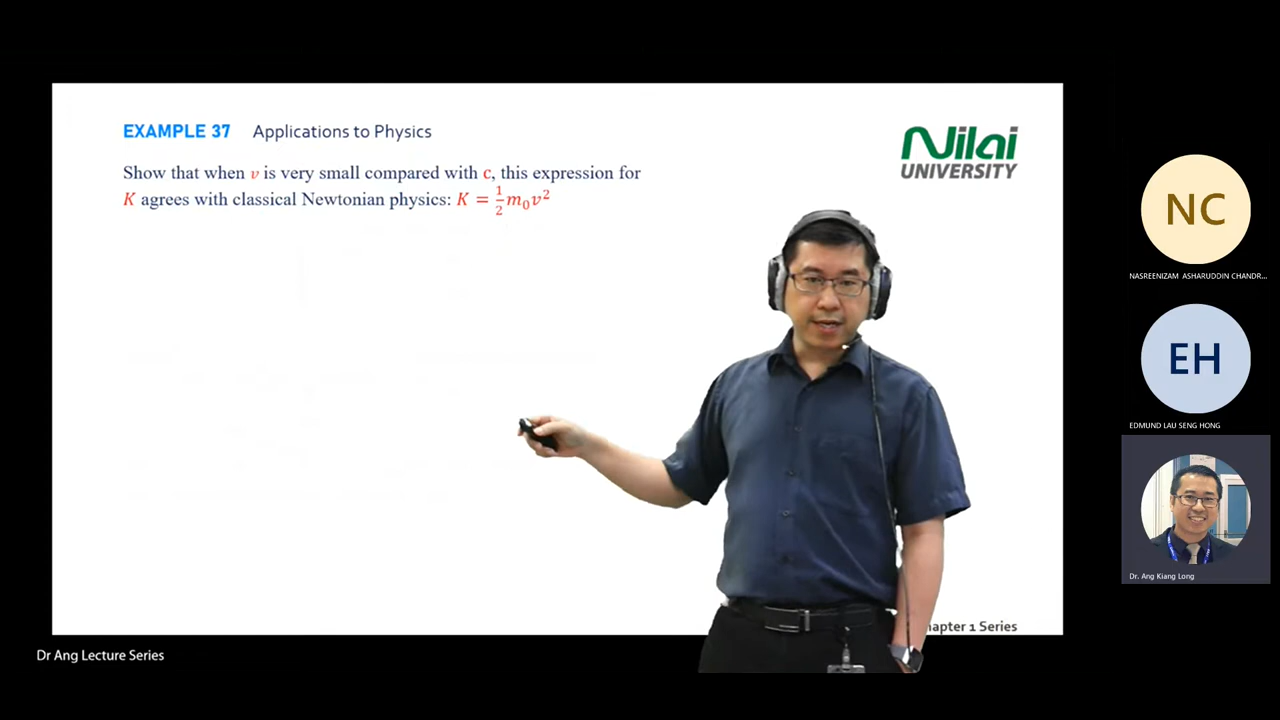 EXAMPLE 37 Applications to Physics
Show that when v is very small compared with c, this expression for
K agrees with classical Newtonian physics: K = 1/2 m₀v²
Nilai
UNIVERSITY
NC
NASREENIZAM ASHARUDDIN CHANDR...
EH
EDMUND LAU SENG HONG
Dr. Ang Kiang Long
hapter 1 Series
Dr Ang Lecture Series